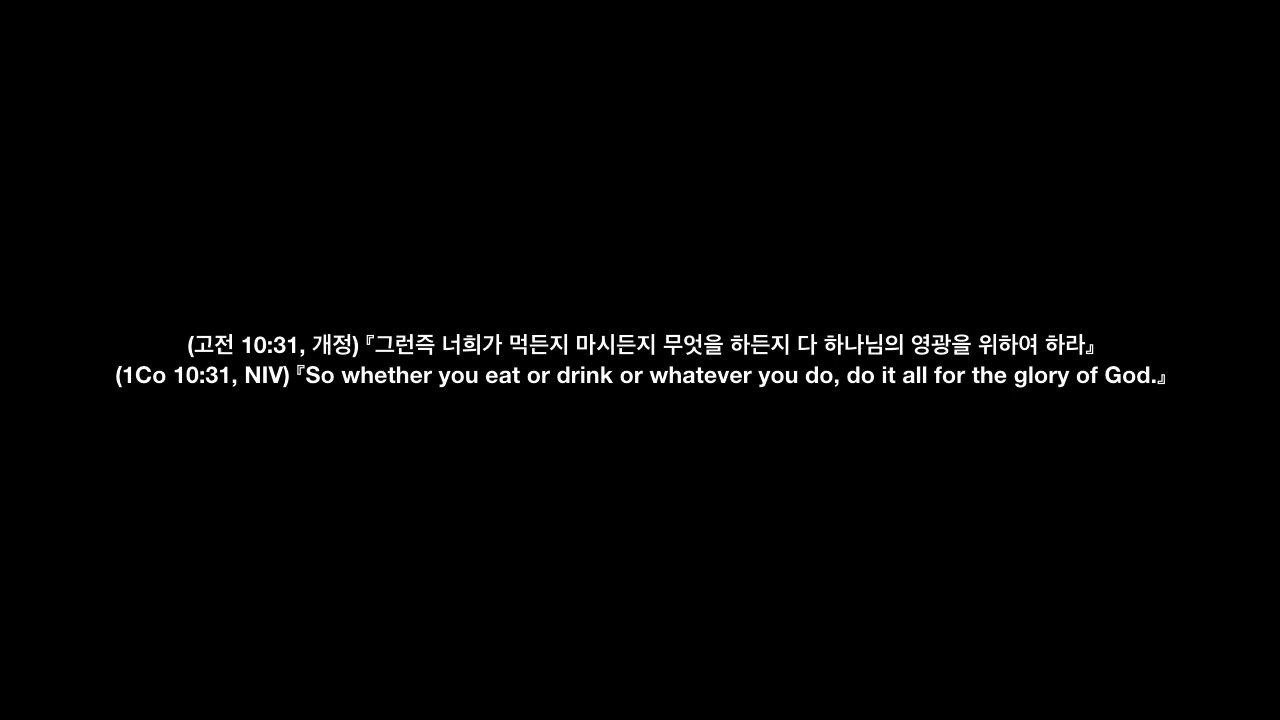 (고전 10:31, 개정)『그런즉 너희가 먹든지 마시든지 무엇을 하든지 다 하나님의 영광을 위하여 하라』
(1Co 10:31, NIV)『So whether you eat or drink or whatever you do, do it all for the glory of God.』